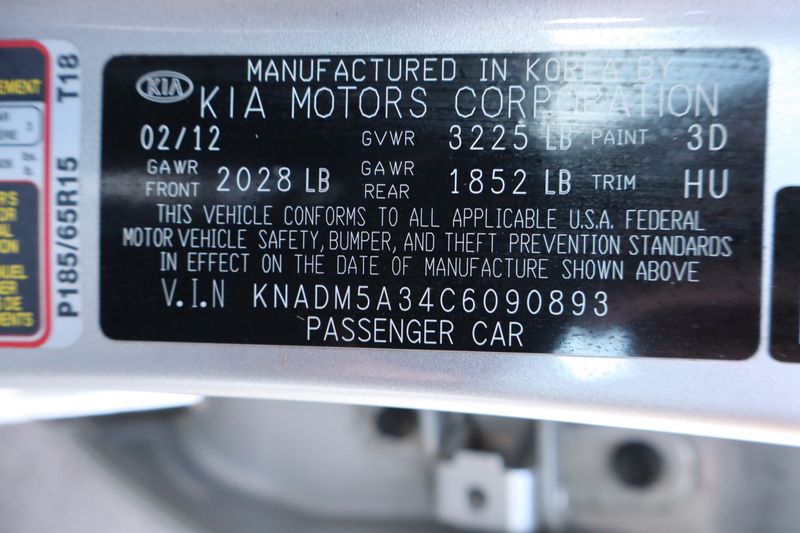 MANUFACTURED IN KOREA BY
KIA KIA MOTORS CORPORATION
02/12 GVWR 3225 LB PAINT 3D
GAWR FRONT 2028 LB GAWR REAR 1852 LB TRIM HU
THIS VEHICLE CONFORMS TO ALL APPLICABLE U.S.A. FEDERAL
MOTOR VEHICLE SAFETY, BUMPER, AND THEFT PREVENTION STANDARDS
IN EFFECT ON THE DATE OF MANUFACTURE SHOWN ABOVE
V.I.N KNADM5A34C6090893
PASSENGER CAR
P185/65R15 T18